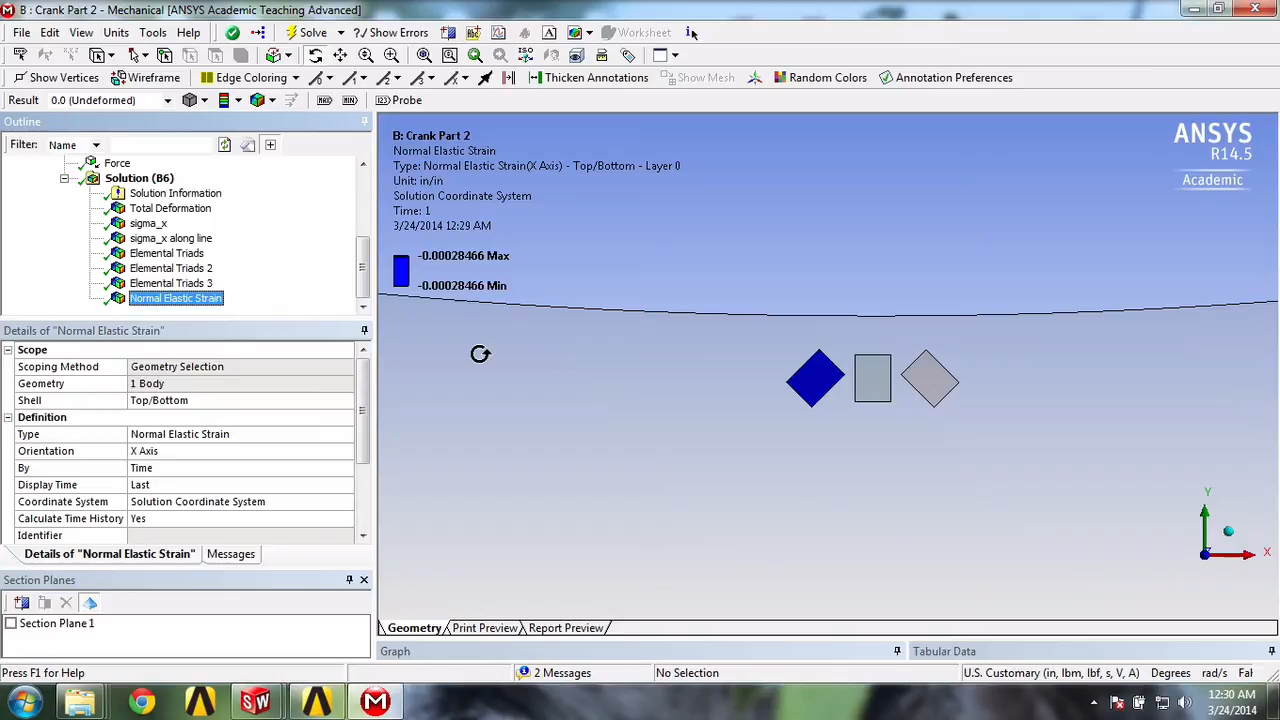 B : Crank Part 2 - Mechanical [ANSYS Academic Teaching Advanced]
File Edit View Units Tools Help Solve ?/ Show Errors Worksheet
Show Vertices Wireframe Edge Coloring Thicken Annotations Show Mesh Random Colors Annotation Preferences
Result 0.0 (Undeformed) MAX MIN Probe
Outline
Filter: Name
Force
Solution (B6)
Solution Information
Total Deformation
sigma_x
sigma_x along line
Elemental Triads
Elemental Triads 2
Elemental Triads 3
Normal Elastic Strain
Details of "Normal Elastic Strain"
Scope
Scoping Method Geometry Selection
Geometry 1 Body
Shell Top/Bottom
Definition
Type Normal Elastic Strain
Orientation X Axis
By Time
Display Time Last
Coordinate System Solution Coordinate System
Calculate Time History Yes
Identifier
Details of "Normal Elastic Strain" Messages
Section Planes
Section Plane 1
B: Crank Part 2
Normal Elastic Strain
Type: Normal Elastic Strain(X Axis) - Top/Bottom - Layer 0
Unit: in/in
Solution Coordinate System
Time: 1
3/24/2014 12:29 AM
-0.00028466 Max
-0.00028466 Min
ANSYS
R14.5
Academic
Y
X
Geometry Print Preview Report Preview
Graph Tabular Data
Press F1 for Help 2 Messages No Selection U.S. Customary (in, lbm, lbf, s, V, A) Degrees rad/s Fal
SW
12:30 AM
3/24/2014